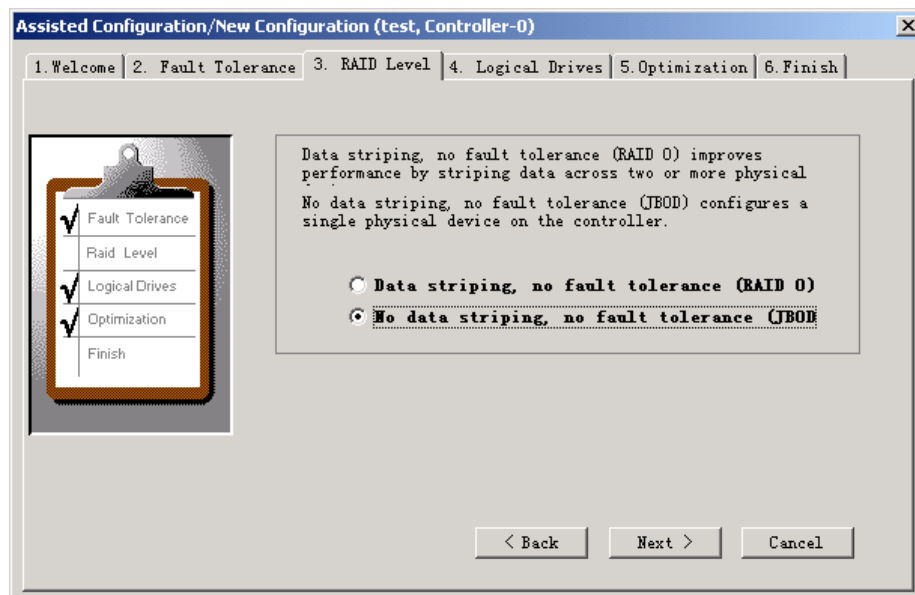 Assisted Configuration/New Configuration (test, Controller-0)
1.Welcome 2. Fault Tolerance 3. RAID Level 4. Logical Drives 5.Optimization 6.Finish
Data striping, no fault tolerance (RAID 0) improves
performance by striping data across two or more physical
No data striping, no fault tolerance (JBOD) configures a
single physical device on the controller.
Fault Tolerance
Raid Level
Logical Drives
Optimization
Finish
Data striping, no fault tolerance (RAID 0)
No data striping, no fault tolerance (JBOD
< Back Next > Cancel